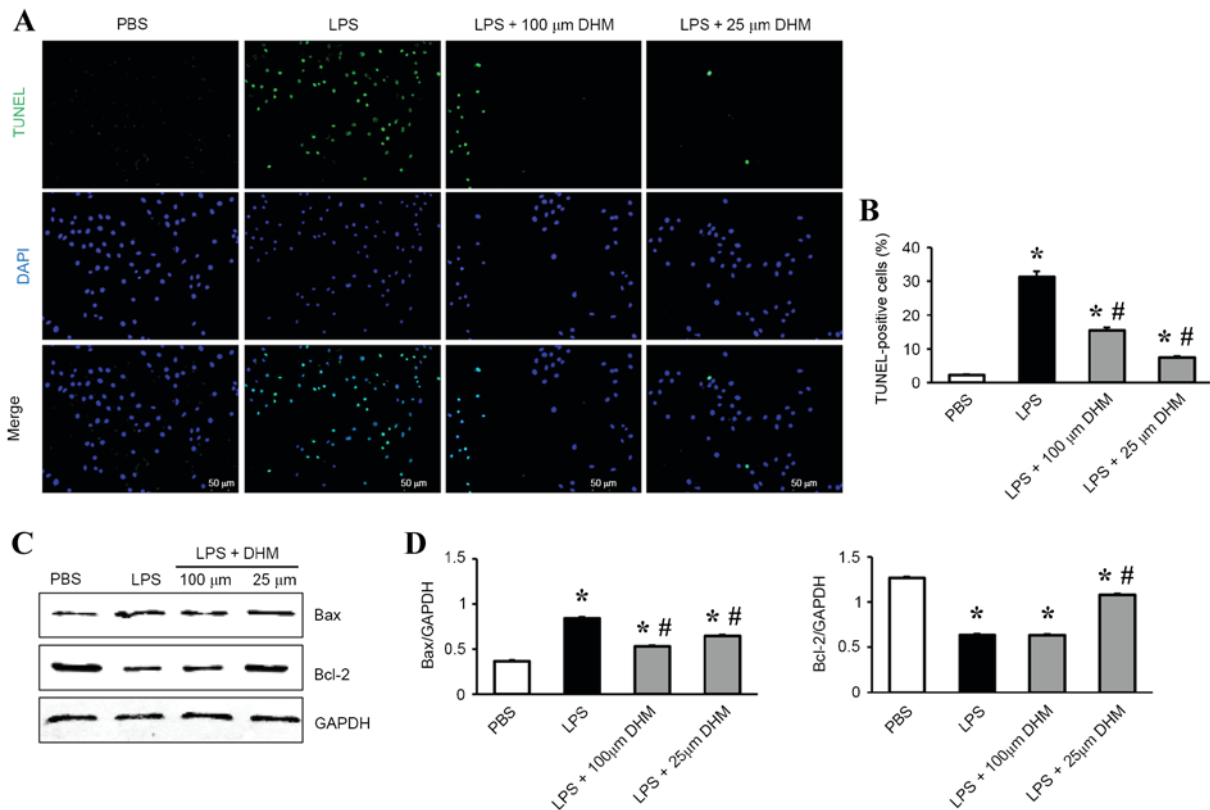 A
PBS
LPS
LPS + 100 μm DHM
LPS + 25 μm DHM
TUNEL
DAPI
Merge
50 μm
50 μm
50 μm
50 μm
B
TUNEL-positive cells (%)
40
30
20
10
0
*
* #
* #
PBS
LPS
LPS + 100 μm DHM
LPS + 25 μm DHM
C
LPS + DHM
PBS
LPS
100 μm
25 μm
Bax
Bcl-2
GAPDH
D
Bax/GAPDH
1.5
1
0.5
0
*
* #
* #
PBS
LPS
LPS + 100μm DHM
LPS + 25μm DHM
Bcl-2/GAPDH
1.5
1
0.5
0
*
*
* #
PBS
LPS
LPS + 100μm DHM
LPS + 25μm DHM